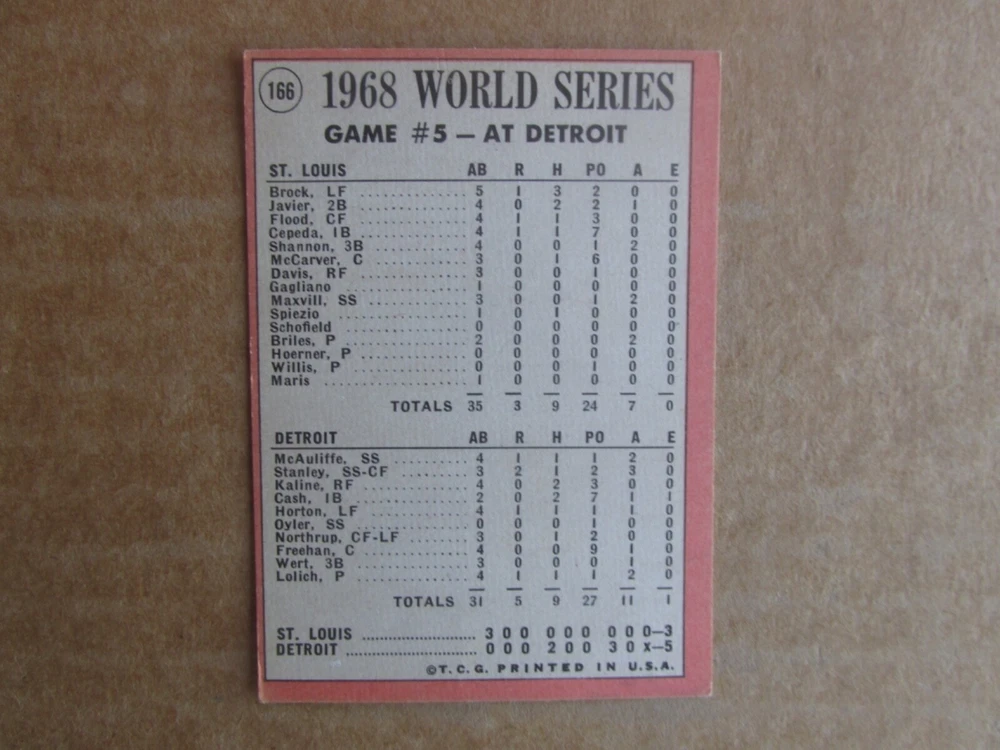 166 1968 WORLD SERIES
GAME #5 — AT DETROIT
ST. LOUIS AB R H PO A E
Brock, LF .............. 5 1 3 2 0 0
Javier, 2B .............. 4 0 2 2 1 0
Flood, CF .............. 4 1 1 3 0 0
Cepeda, 1B .............. 4 1 1 7 0 0
Shannon, 3B .............. 4 0 0 1 2 0
McCarver, C .............. 3 0 1 6 0 0
Davis, RF .............. 3 0 0 1 0 0
Gagliano .............. 1 0 0 0 0 0
Maxvill, SS .............. 3 0 0 1 2 0
Spiezio .............. 1 0 1 0 0 0
Schofield .............. 0 0 0 0 0 0
Briles, P .............. 2 0 0 0 2 0
Hoerner, P .............. 0 0 0 0 0 0
Willis, P .............. 0 0 0 1 0 0
Maris .............. 1 0 0 0 0 0
TOTALS 35 3 9 24 7 0
DETROIT AB R H PO A E
McAuliffe, SS .......... 4 1 1 1 2 0
Stanley, SS-CF .......... 3 2 1 2 3 0
Kaline, RF .............. 4 0 2 3 0 0
Cash, 1B .............. 2 0 2 7 1 1
Horton, LF .............. 4 1 1 1 1 0
Oyler, SS .............. 0 0 0 1 0 0
Northrup, CF-LF ........ 3 0 1 2 0 0
Freehan, C .............. 4 0 0 9 1 0
Wert, 3B .............. 3 0 0 0 1 0
Lolich, P .............. 4 1 1 1 2 0
TOTALS 31 5 9 27 11 1
ST. LOUIS .......................... 3 0 0 0 0 0 0 0 0—3
DETROIT .............................. 0 0 0 2 0 0 3 0 x—5
©T.C.G. PRINTED IN U.S.A.